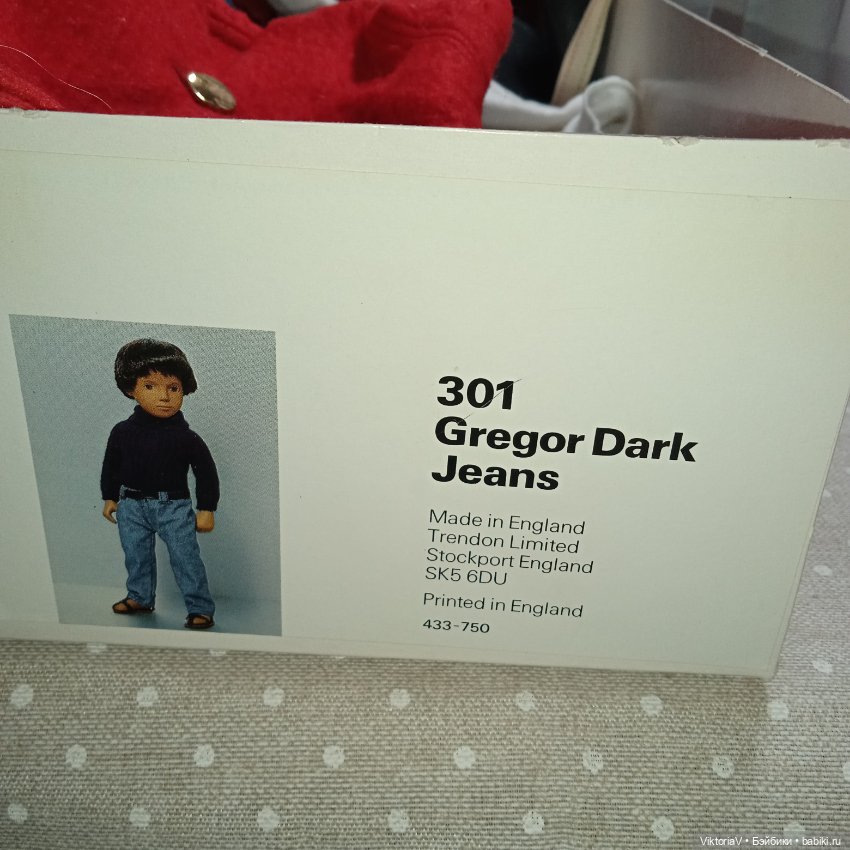 301
Gregor Dark
Jeans
Made in England
Trendon Limited
Stockport England
SK5 6DU
Printed in England
433-750
ViktoriaV • Бэйбики • babiki.ru